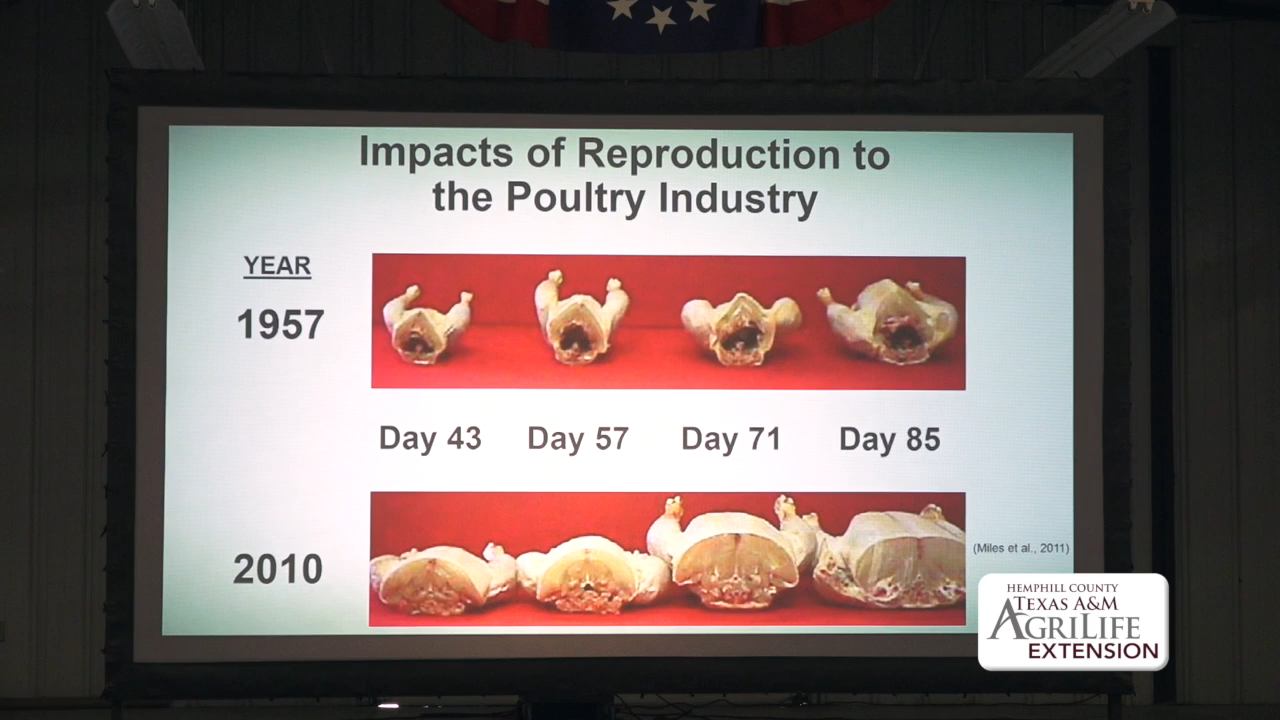 Impacts of Reproduction to
the Poultry Industry
YEAR
1957
Day 43 Day 57 Day 71 Day 85
2010
(Miles et al., 2011)
HEMPHILL COUNTY
TEXAS A&M
AGRILIFE
EXTENSION